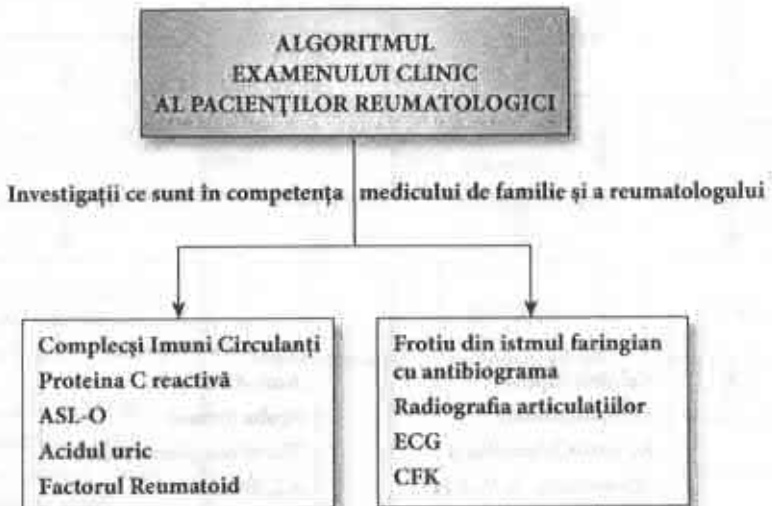 ALGORITMUL
EXAMENULUI CLINIC
AL PACIENȚILOR REUMATOLOGICI
Investigații ce sunt în competența medicului de familie și a reumatologului
Complecși Imuni Circulanți
Proteina C reactivă
ASL-O
Acidul uric
Factorul Reumatoid
Frotiu din istmul faringian
cu antibiograma
Radiografia articulațiilor
ECG
CFK